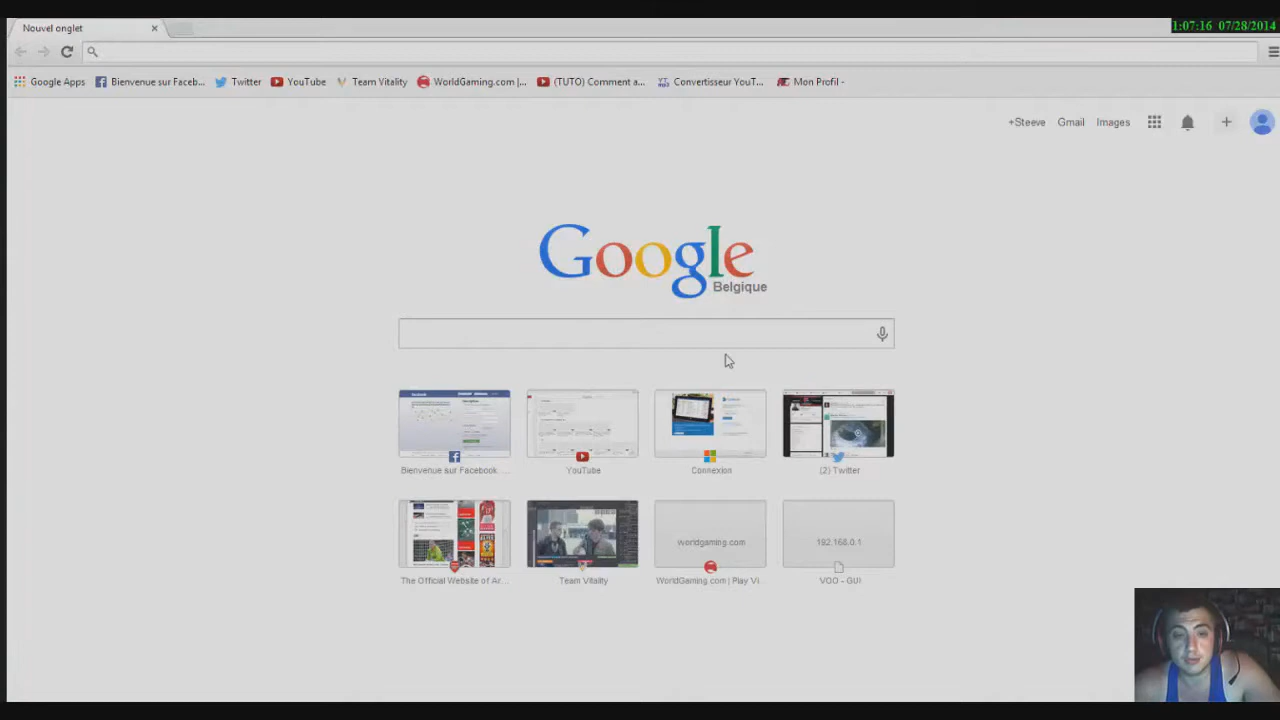 Nouvel onglet
1:07:16 07/28/2014
Google Apps Bienvenue sur Faceb... Twitter YouTube Team Vitality WorldGaming.com |... (TUTO) Comment a... Convertisseur YouT... Mon Profil -
+Steeve Gmail Images
Google
Belgique
Bienvenue sur Facebook. ... YouTube Connexion (2) Twitter
worldgaming.com 192.168.0.1
The Official Website of Ar... Team Vitality WorldGaming.com | Play Vi... VOO - GUI